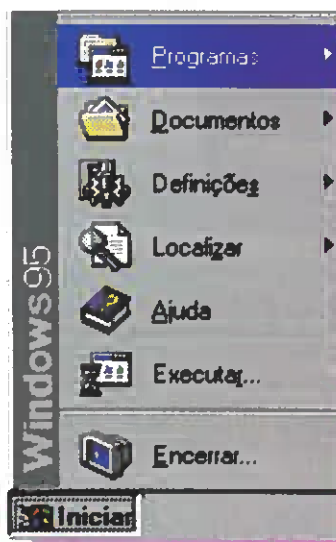 Programas
Documentos
Definições
Localizar
Ajuda
Executar...
Encerrar...
Windows95
Iniciar